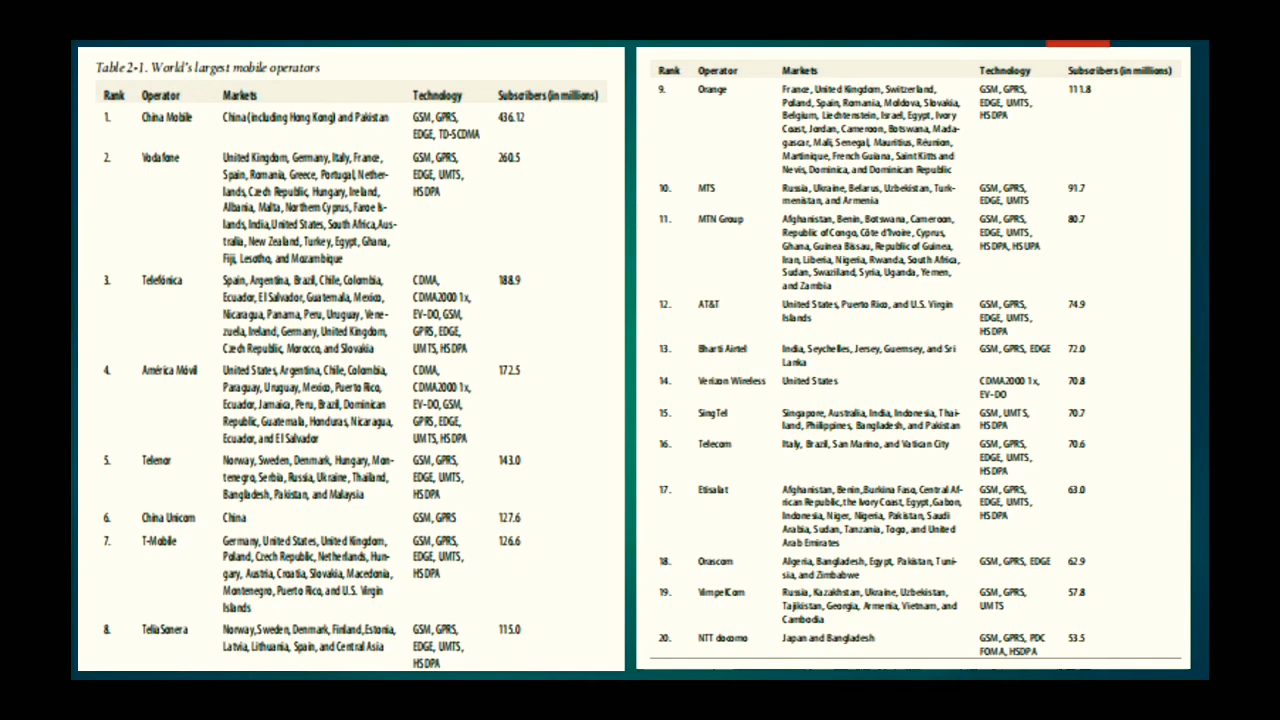 Table 2-1. World's largest mobile operators
Rank Operator Markets Technology Subscribers (in millions)
1. China Mobile China (including Hong Kong) and Pakistan GSM, GPRS, 436.12
EDGE, TD-SCDMA
2. Vodafone United Kingdom, Germany, Italy, France, GSM, GPRS, 260.5
Spain, Romania, Greece, Portugal, Nether- EDGE, UMTS,
lands, Czech Republic, Hungary, Ireland, HSDPA
Albania, Malta, Northern Cyprus, Faroe Is-
lands, India,United States, South Africa,Aus-
tralia, New Zealand, Turkey, Egypt, Ghana,
Fiji, Lesotho, and Mozambique
3. Telefónica Spain, Argentina, Brazil, Chile, Colombia, CDMA, 188.9
Ecuador, El Salvador, Guatemala, Mexico, CDMA2000 1x,
Nicaragua, Panama, Peru, Uruguay, Vene- EV-DO, GSM,
zuela, Ireland, Germany, United Kingdom, GPRS, EDGE,
Czech Republic, Morocco, and Slovakia UMTS, HSDPA
4. América Móvil United States, Argentina, Chile, Colombia, CDMA, 172.5
Paraguay, Uruguay, Mexico, Puerto Rico, CDMA2000 1x,
Ecuador, Jamaica, Peru, Brazil, Dominican EV-DO, GSM,
Republic, Guatemala, Honduras, Nicaragua, GPRS, EDGE,
Ecuador, and El Salvador UMTS, HSDPA
5. Telenor Norway, Sweden, Denmark, Hungary, Mon- GSM, GPRS, 143.0
tenegro, Serbia, Russia, Ukraine, Thailand, EDGE, UMTS,
Bangladesh, Pakistan, and Malaysia HSDPA
6. China Unicom China GSM, GPRS 127.6
7. T-Mobile Germany, United States, United Kingdom, GSM, GPRS, 126.6
Poland, Czech Republic, Netherlands, Hun- EDGE, UMTS,
gary, Austria, Croatia, Slovakia, Macedonia, HSDPA
Montenegro, Puerto Rico, and U.S. Virgin
Islands
8. TeliaSonera Norway,Sweden, Denmark, Finland,Estonia, GSM, GPRS, 115.0
Latvia, Lithuania, Spain, and Central Asia EDGE, UMTS,
HSDPA
Rank Operator Markets Technology Subscribers (in millions)
9. Orange France, United Kingdom, Switzerland, GSM, GPRS, 111.8
Poland, Spain, Romania, Moldova, Slovakia, EDGE, UMTS,
Belgium, Liechtenstein, Israel, Egypt, Ivory HSDPA
Coast, Jordan, Cameroon, Botswana, Mada-
gascar, Mali, Senegal, Mauritius, Réunion,
Martinique, French Guiana, Saint Kitts and
Nevis, Dominica, and Dominican Republic
10. MTS Russia, Ukraine, Belarus, Uzbekistan, Turk- GSM, GPRS, 91.7
menistan, and Armenia EDGE, UMTS
11. MTN Group Afghanistan, Benin, Botswana, Cameroon, GSM, GPRS, 80.7
Republic of Congo, Côte d'Ivoire, Cyprus, EDGE, UMTS,
Ghana, Guinea Bissau, Republic of Guinea, HSDPA, HSUPA
Iran, Liberia, Nigeria, Rwanda, South Africa,
Sudan, Swaziland, Syria, Uganda, Yemen,
and Zambia
12. AT&T United States, Puerto Rico, and U.S. Virgin GSM, GPRS, 74.9
Islands EDGE, UMTS,
HSDPA
13. Bharti Airtel India, Seychelles, Jersey, Guernsey, and Sri GSM, GPRS, EDGE 72.0
Lanka
14. Verizon Wireless United States CDMA2000 1x, 70.8
EV-DO
15. SingTel Singapore, Australia, India, Indonesia, Thai- GSM, UMTS, 70.7
land, Philippines, Bangladesh, and Pakistan HSDPA
16. Telecom Italy, Brazil, San Marino, and Vatican City GSM, GPRS, 70.6
EDGE, UMTS,
HSDPA
17. Etisalat Afghanistan, Benin,Burkina Faso, Central Af- GSM, GPRS, 63.0
rican Republic,the Ivory Coast, Egypt,Gabon, EDGE, UMTS,
Indonesia, Niger, Nigeria, Pakistan, Saudi HSDPA
Arabia, Sudan, Tanzania, Togo, and United
Arab Emirates
18. Orascom Algeria, Bangladesh, Egypt, Pakistan, Tuni- GSM, GPRS, EDGE 62.9
sia, and Zimbabwe
19. VimpelCom Russia, Kazakhstan, Ukraine, Uzbekistan, GSM, GPRS, 57.8
Tajikistan, Georgia, Armenia, Vietnam, and UMTS
Cambodia
20. NTT docomo Japan and Bangladesh GSM, GPRS, PDC 53.5
FOMA, HSDPA